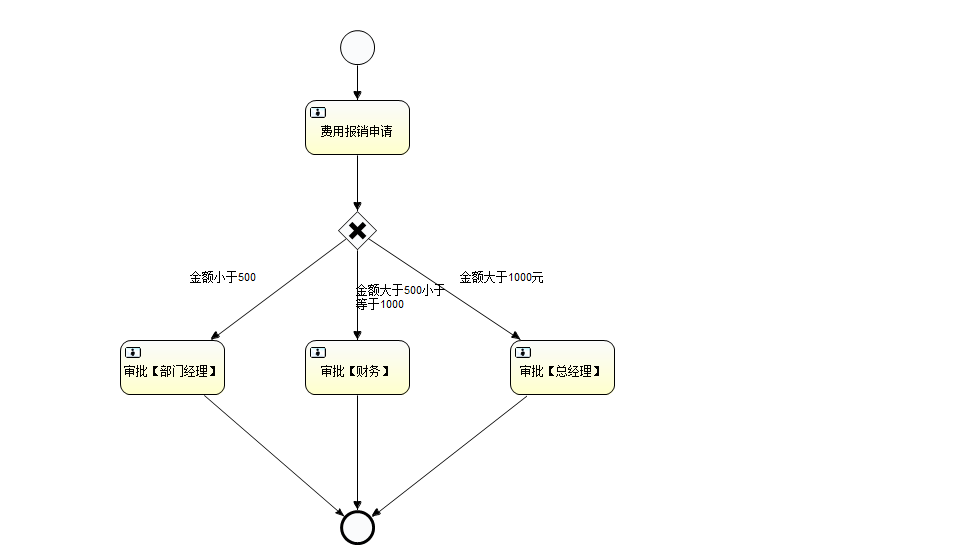 费用报销申请
金额小于500
金额大于500小于
等于1000
金额大于1000元
审批【部门经理】
审批【财务】
审批【总经理】